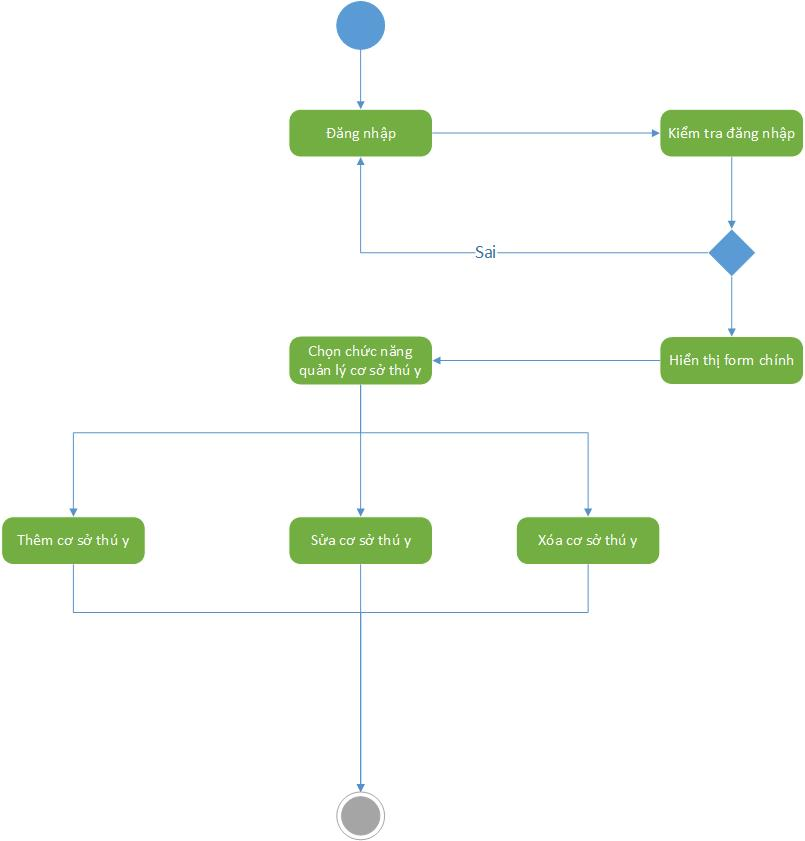 Đăng nhập
Kiểm tra đăng nhập
Sai
Chọn chức năng
quản lý cơ sở thú y
Hiển thị form chính
Thêm cơ sở thú y
Sửa cơ sở thú y
Xóa cơ sở thú y